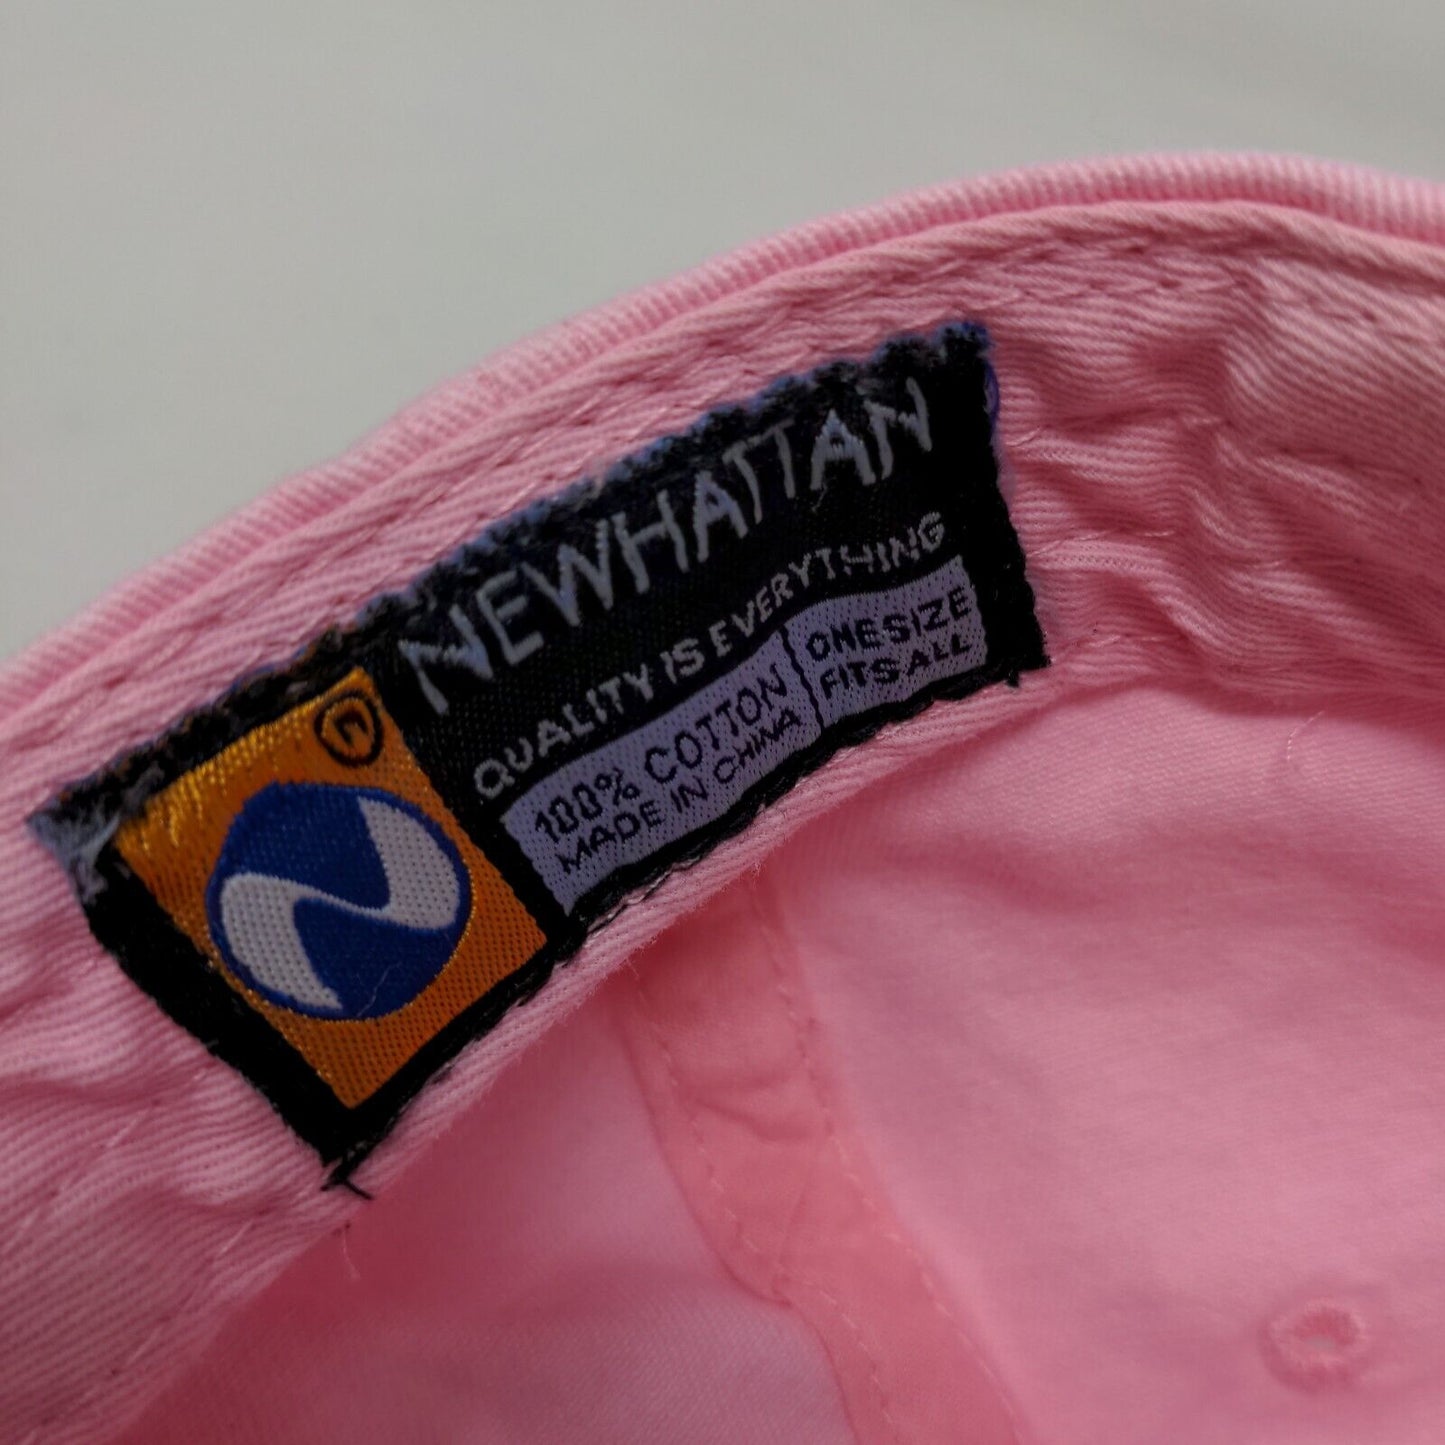 NEWHATTAN
QUALITY IS EVERYTHING
100% COTTON
MADE IN CHINA
ONE SIZE
FITS ALL